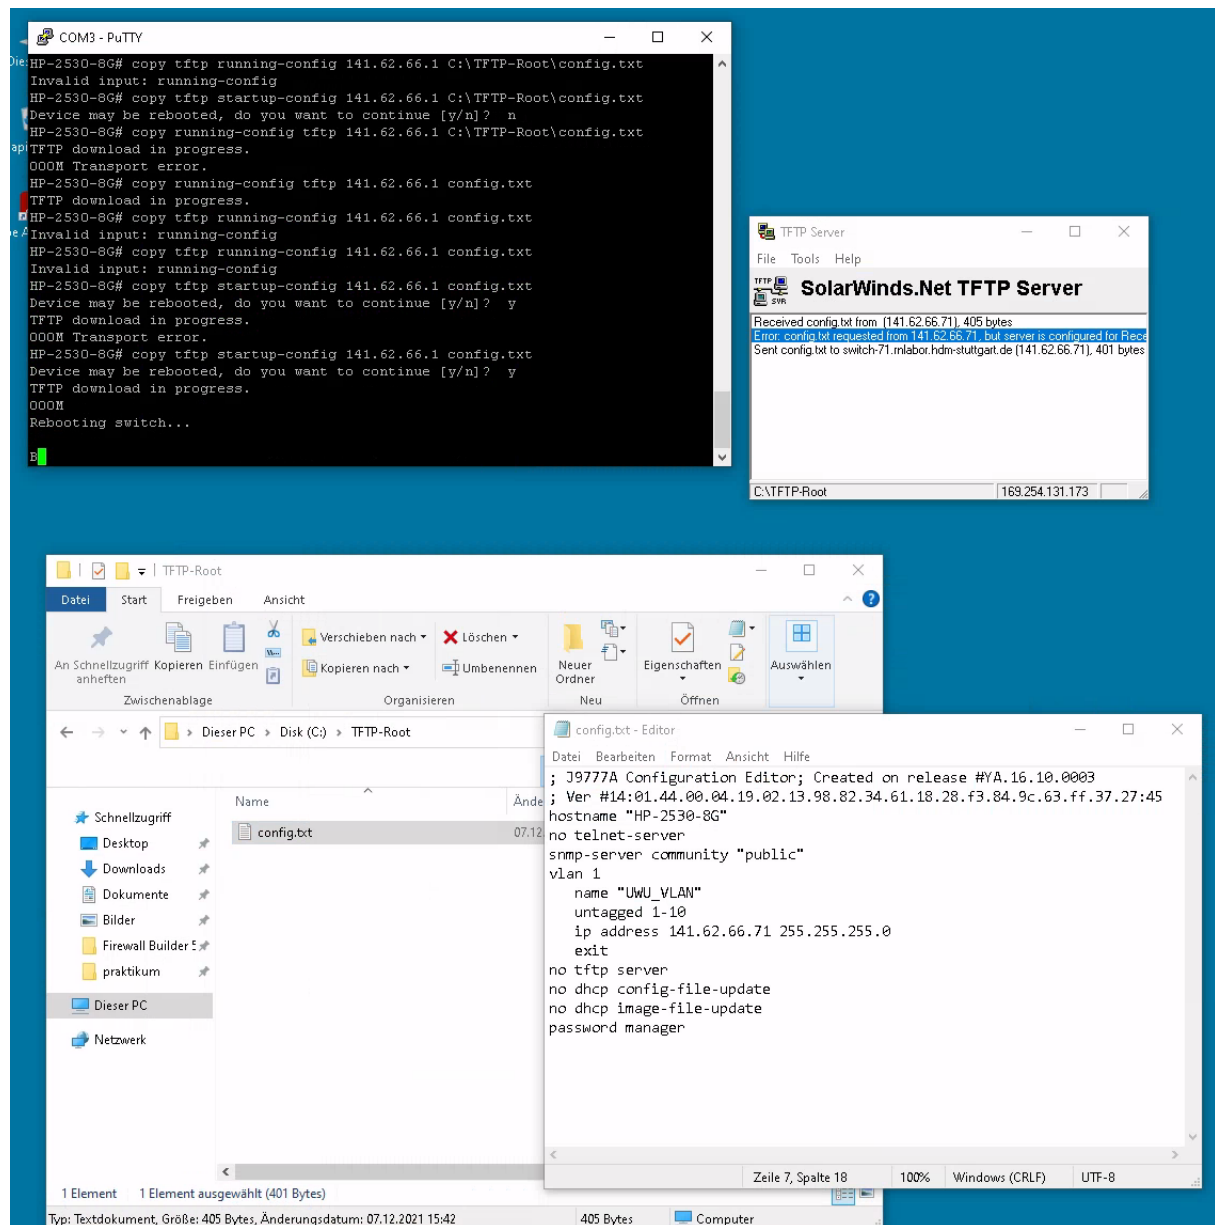 COM3 - PuTTY
HP-2530-8G# copy tftp running-config 141.62.66.1 C:\TFTP-Root\config.txt
Invalid input: running-config
HP-2530-8G# copy tftp startup-config 141.62.66.1 C:\TFTP-Root\config.txt
Device may be rebooted, do you want to continue [y/n]?  n
HP-2530-8G# copy running-config tftp 141.62.66.1 C:\TFTP-Root\config.txt
TFTP download in progress.
000M Transport error.
HP-2530-8G# copy running-config tftp 141.62.66.1 config.txt
TFTP download in progress.
HP-2530-8G# copy tftp running-config 141.62.66.1 config.txt
Invalid input: running-config
HP-2530-8G# copy tftp running-config 141.62.66.1 config.txt
Invalid input: running-config
HP-2530-8G# copy tftp startup-config 141.62.66.1 config.txt
Device may be rebooted, do you want to continue [y/n]?  y
TFTP download in progress.
000M Transport error.
HP-2530-8G# copy tftp startup-config 141.62.66.1 config.txt
Device may be rebooted, do you want to continue [y/n]?  y
TFTP download in progress.
000M
Rebooting switch...
B
TFTP Server
File Tools Help
TFTP SVR
SolarWinds.Net TFTP Server
Received config.txt from (141.62.66.71), 405 bytes
Error: config.txt requested from 141.62.66.71, but server is configured for Rece
Sent config.txt to switch-71.rnlabor.hdm-stuttgart.de (141.62.66.71), 401 bytes
C:\TFTP-Root 169.254.131.173
TFTP-Root
Datei Start Freigeben Ansicht
An Schnellzugriff anheften
Kopieren
Einfügen
Verschieben nach
Kopieren nach
Löschen
Umbenennen
Neuer Ordner
Eigenschaften
Auswählen
Zwischenablage Organisieren Neu Öffnen
Dieser PC > Disk (C:) > TFTP-Root
Name Ände
config.txt 07.12
Schnellzugriff
Desktop
Downloads
Dokumente
Bilder
Firewall Builder 5
praktikum
Dieser PC
Netzwerk
1 Element 1 Element ausgewählt (401 Bytes)
Typ: Textdokument, Größe: 405 Bytes, Änderungsdatum: 07.12.2021 15:42 405 Bytes Computer
config.txt - Editor
Datei Bearbeiten Format Ansicht Hilfe
; J9777A Configuration Editor; Created on release #YA.16.10.0003
; Ver #14:01.44.00.04.19.02.13.98.82.34.61.18.28.f3.84.9c.63.ff.37.27:45
hostname "HP-2530-8G"
no telnet-server
snmp-server community "public"
vlan 1
   name "UWU_VLAN"
   untagged 1-10
   ip address 141.62.66.71 255.255.255.0
   exit
no tftp server
no dhcp config-file-update
no dhcp image-file-update
password manager
Zeile 7, Spalte 18 100% Windows (CRLF) UTF-8